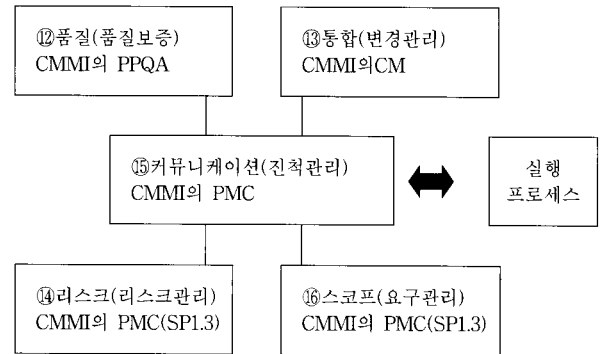 ⑫품질(품질보증)
CMMI의 PPQA
⑬통합(변경관리)
CMMI의CM
⑮커뮤니케이션(진척관리)
CMMI의 PMC
실행
프로세스
⑭리스크(리스크관리)
CMMI의 PMC(SP1.3)
⑯스코프(요구관리)
CMMI의 PMC(SP1.3)